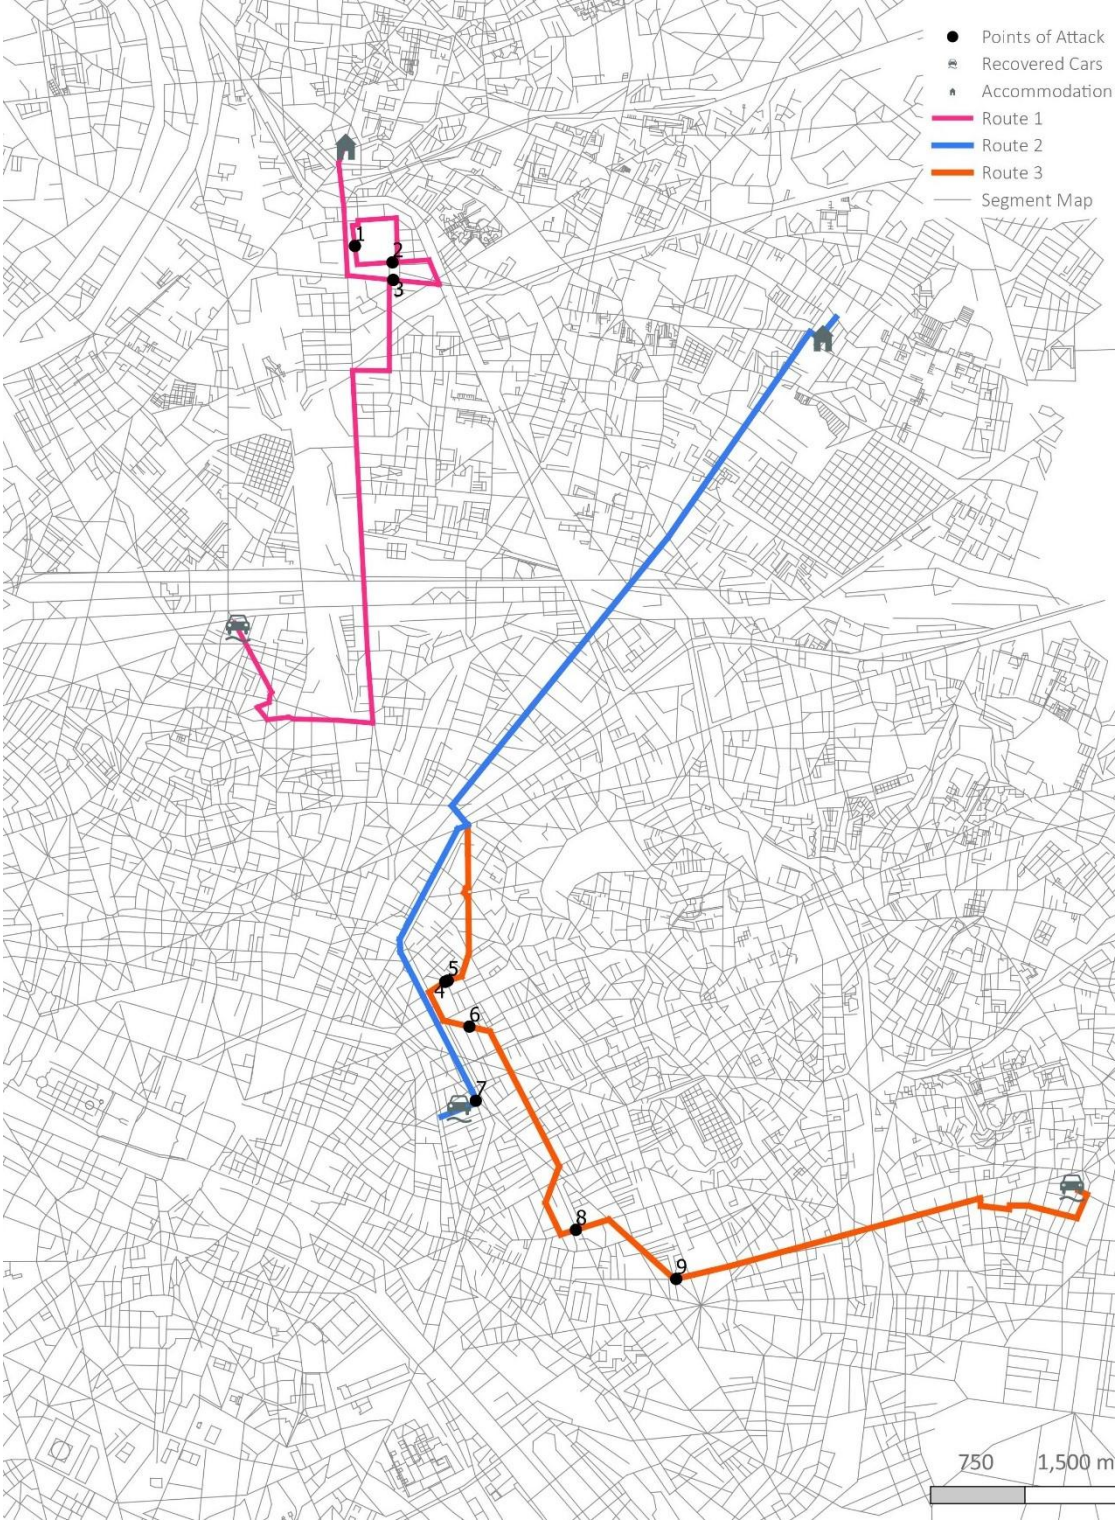 Points of Attack
Recovered Cars
Accommodation
Route 1
Route 2
Route 3
Segment Map
1
2
3
5
4
6
7
8
9
750 1,500 m